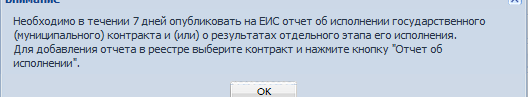 Внимание
Необходимо в течении 7 дней опубликовать на ЕИС отчет об исполнении государственного
(муниципального) контракта и (или) о результатах отдельного этапа его исполнения.
Для добавления отчета в реестре выберите контракт и нажмите кнопку "Отчет об
исполнении".
ОК